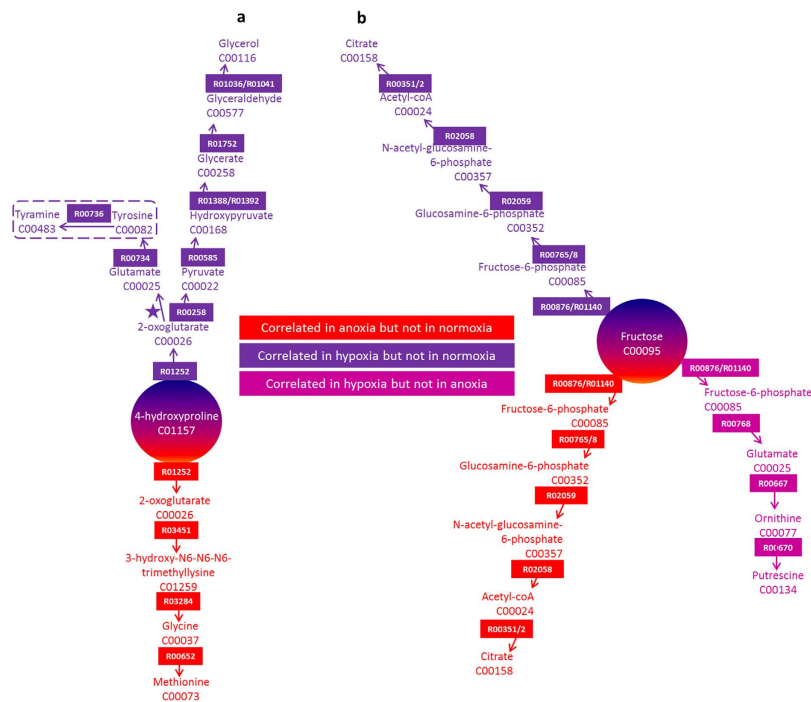 a
Glycerol
C00116
R01036/R01041
Glyceraldehyde
C00577
R01752
Glycerate
C00258
R01388/R01392
Hydroxypyruvate
C00168
R00736
Tyramine
C00483
Tyrosine
C00082
R00734
R00585
Glutamate
C00025
Pyruvate
C00022
R00258
2-oxoglutarate
C00026
R01252
4-hydroxyproline
C01157
R01252
2-oxoglutarate
C00026
R03451
3-hydroxy-N6-N6-N6-
trimethyllysine
C01259
R03284
Glycine
C00037
R00652
Methionine
C00073
Correlated in anoxia but not in normoxia
Correlated in hypoxia but not in normoxia
Correlated in hypoxia but not in anoxia
b
Citrate
C00158
R00351/2
Acetyl-coA
C00024
R02058
N-acetyl-glucosamine-
6-phosphate
C00357
R02059
Glucosamine-6-phosphate
C00352
R00765/8
Fructose-6-phosphate
C00085
R00876/R01140
Fructose
C00095
R00876/R01140
Fructose-6-phosphate
C00085
R00765/8
Glucosamine-6-phosphate
C00352
R02059
N-acetyl-glucosamine-
6-phosphate
C00357
R02058
Acetyl-coA
C00024
R00351/2
Citrate
C00158
R00876/R01140
Fructose-6-phosphate
C00085
R00768
Glutamate
C00025
R00667
Ornithine
C00077
R00670
Putrescine
C00134